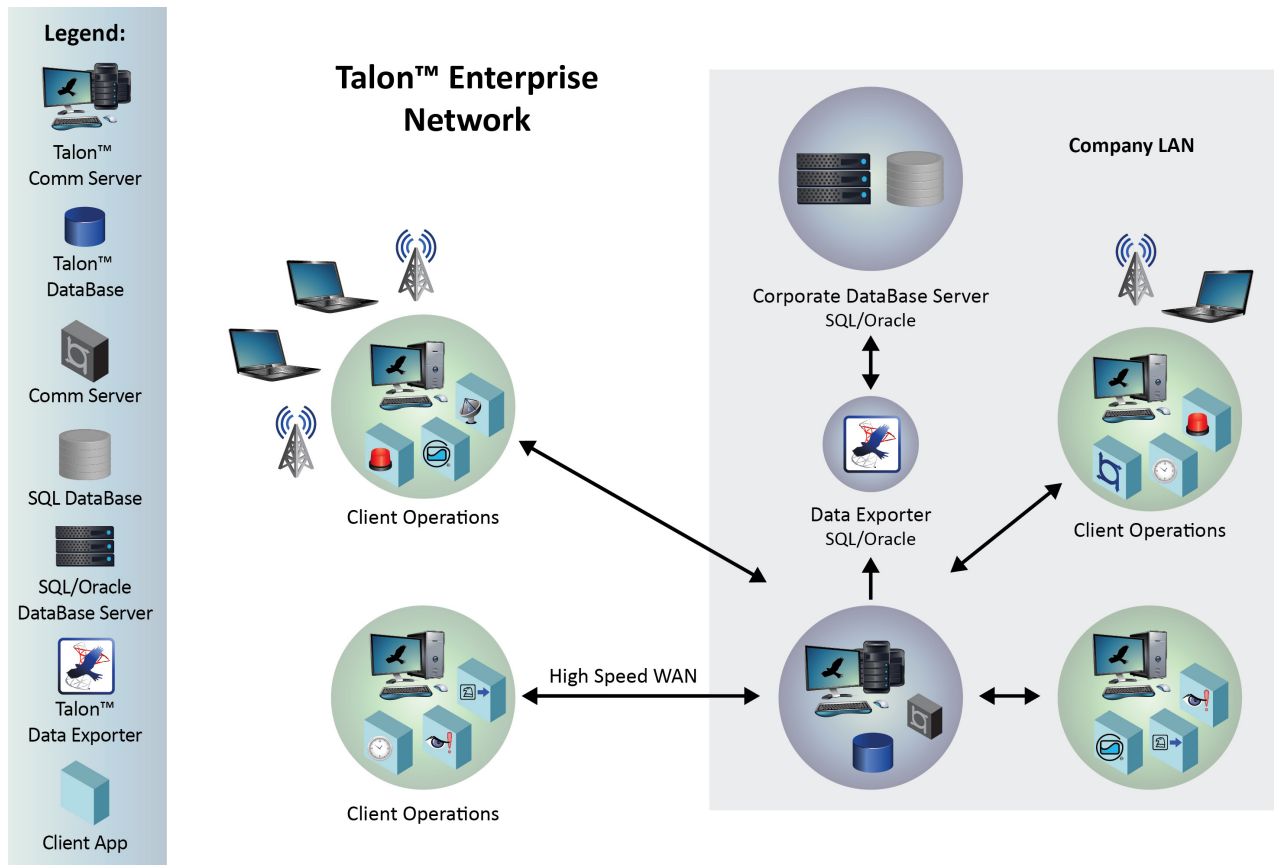 Legend:
Talon™
Comm Server
Talon™
DataBase
Comm Server
SQL DataBase
SQL/Oracle
DataBase Server
Talon™
Data Exporter
Client App
Talon™ Enterprise
Network
Company LAN
Corporate DataBase Server
SQL/Oracle
Data Exporter
SQL/Oracle
Client Operations
Client Operations
High Speed WAN
Client Operations